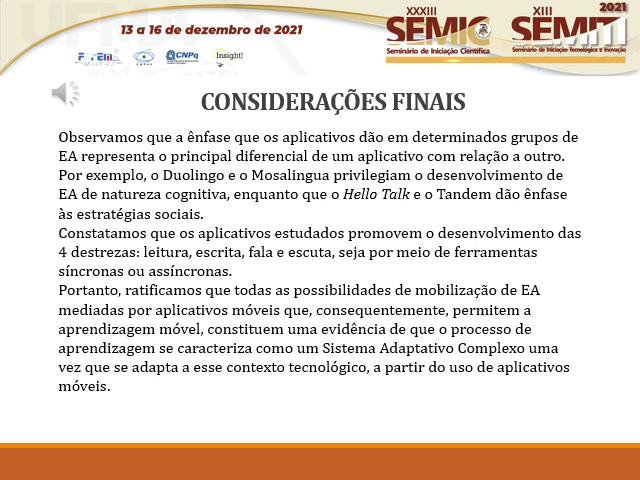 13 a 16 de dezembro de 2021
CNPq
Insight!
XXXIII
SEMIC
Seminário de Iniciação Científica
XIII
2021
SEMITI
Seminário de Iniciação Tecnológica e Inovação
CONSIDERAÇÕES FINAIS
Observamos que a ênfase que os aplicativos dão em determinados grupos de
EA representa o principal diferencial de um aplicativo com relação a outro.
Por exemplo, o Duolingo e o Mosalingua privilegiam o desenvolvimento de
EA de natureza cognitiva, enquanto que o Hello Talk e o Tandem dão ênfase
às estratégias sociais.
Constatamos que os aplicativos estudados promovem o desenvolvimento das
4 destrezas: leitura, escrita, fala e escuta, seja por meio de ferramentas
síncronas ou assíncronas.
Portanto, ratificamos que todas as possibilidades de mobilização de EA
mediadas por aplicativos móveis que, consequentemente, permitem a
aprendizagem móvel, constituem uma evidência de que o processo de
aprendizagem se caracteriza como um Sistema Adaptativo Complexo uma
vez que se adapta a esse contexto tecnológico, a partir do uso de aplicativos
móveis.